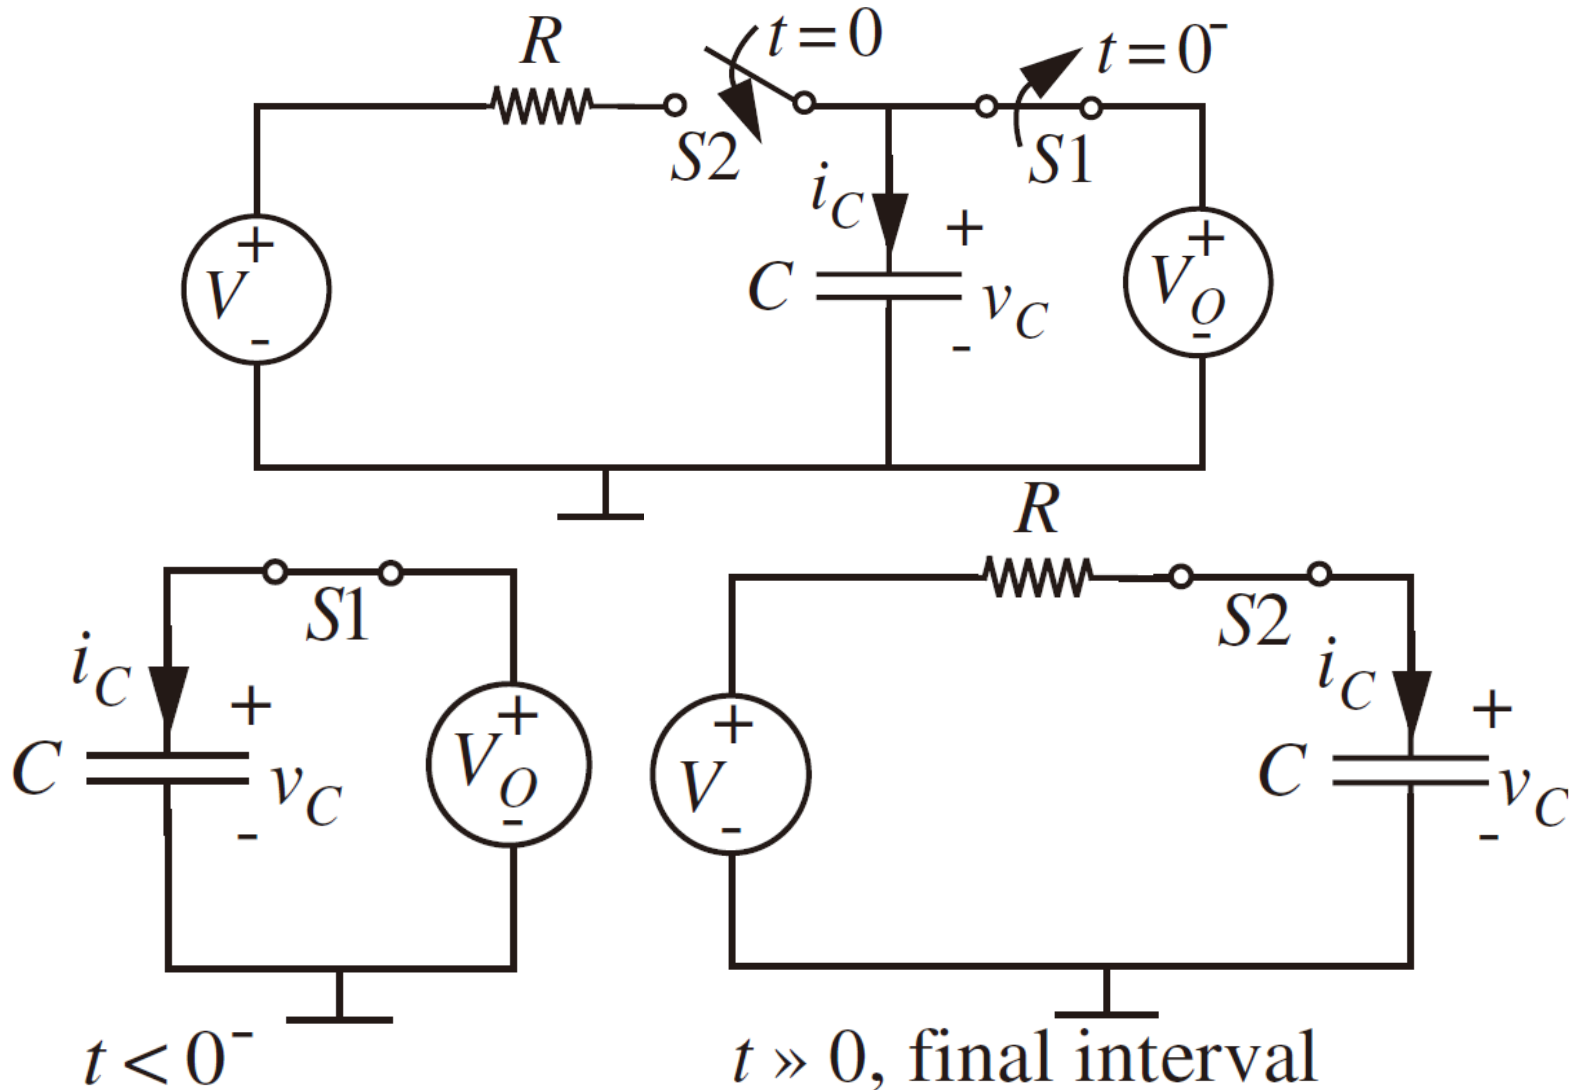 R
t = 0
t = 0⁻
S2
S1
i_C
+
+
+
V
C
v_C
V_O
-
-
-
R
S1
S2
i_C
+
+
i_C
+
+
C
v_C
V_O
V
C
v_C
-
-
-
-
t < 0⁻
t » 0, final interval